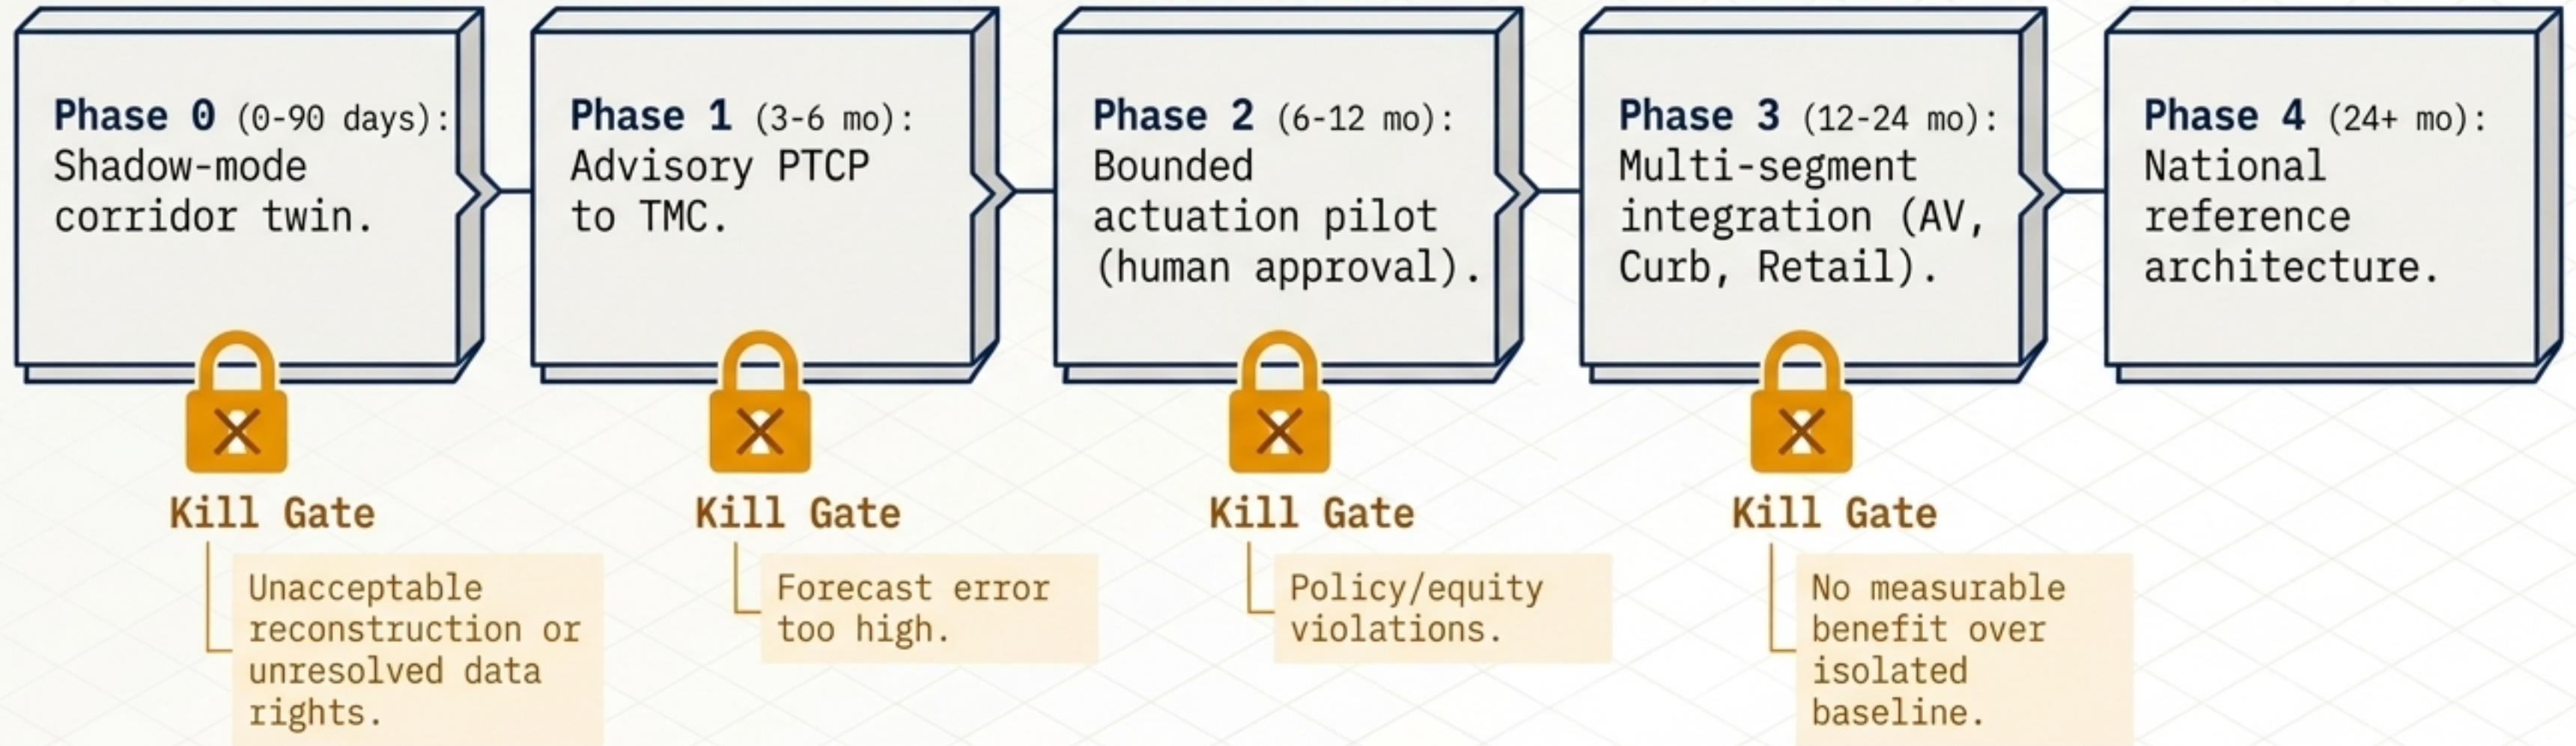 Phase 0 (0-90 days):
Shadow-mode
corridor twin.
Kill Gate
Unacceptable
reconstruction or
unresolved data
rights.
Phase 1 (3-6 mo):
Advisory PTCP
to TMC.
Kill Gate
Forecast error
too high.
Phase 2 (6-12 mo):
Bounded
actuation pilot
(human approval).
Kill Gate
Policy/equity
violations.
Phase 3 (12-24 mo):
Multi-segment
integration (AV,
Curb, Retail).
Kill Gate
No measurable
benefit over
isolated
baseline.
Phase 4 (24+ mo):
National
reference
architecture.